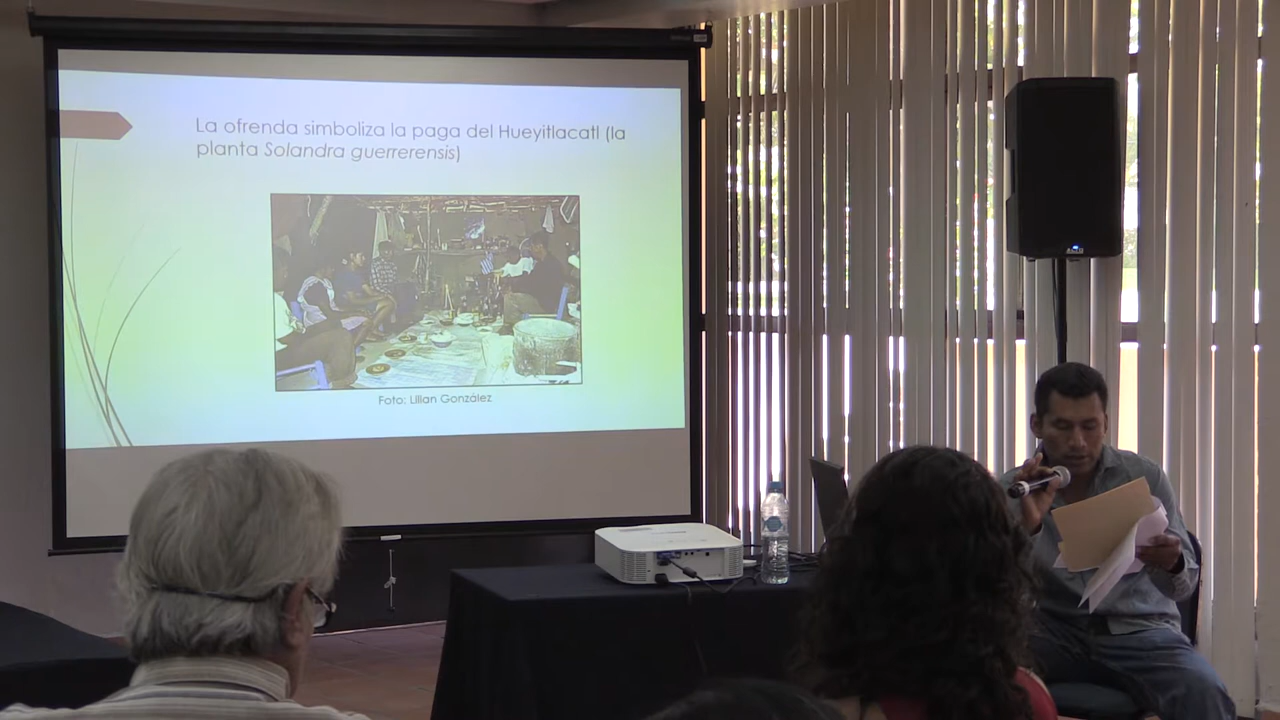 La ofrenda simboliza la paga del Hueyitlacatl (la
planta Solandra guerrerensis)
Foto: Lilian González